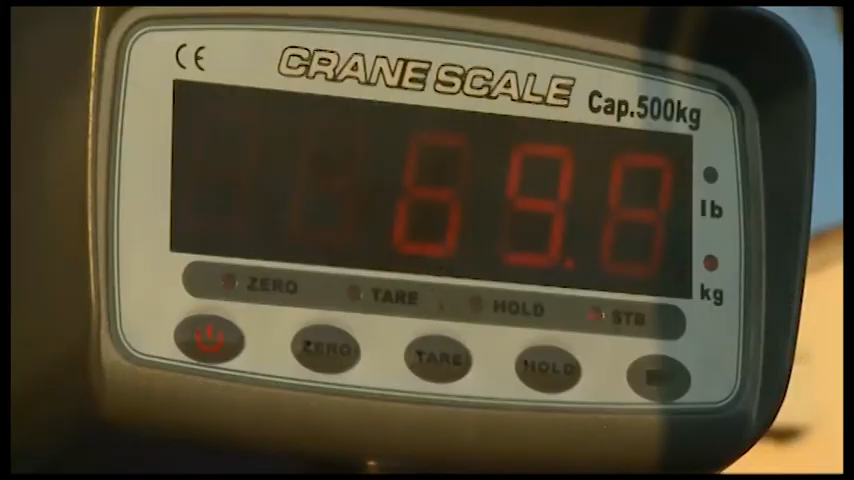 CE CRANE SCALE Cap.500kg
69.8
lb
kg
ZERO TARE HOLD STB
ZERO TARE HOLD